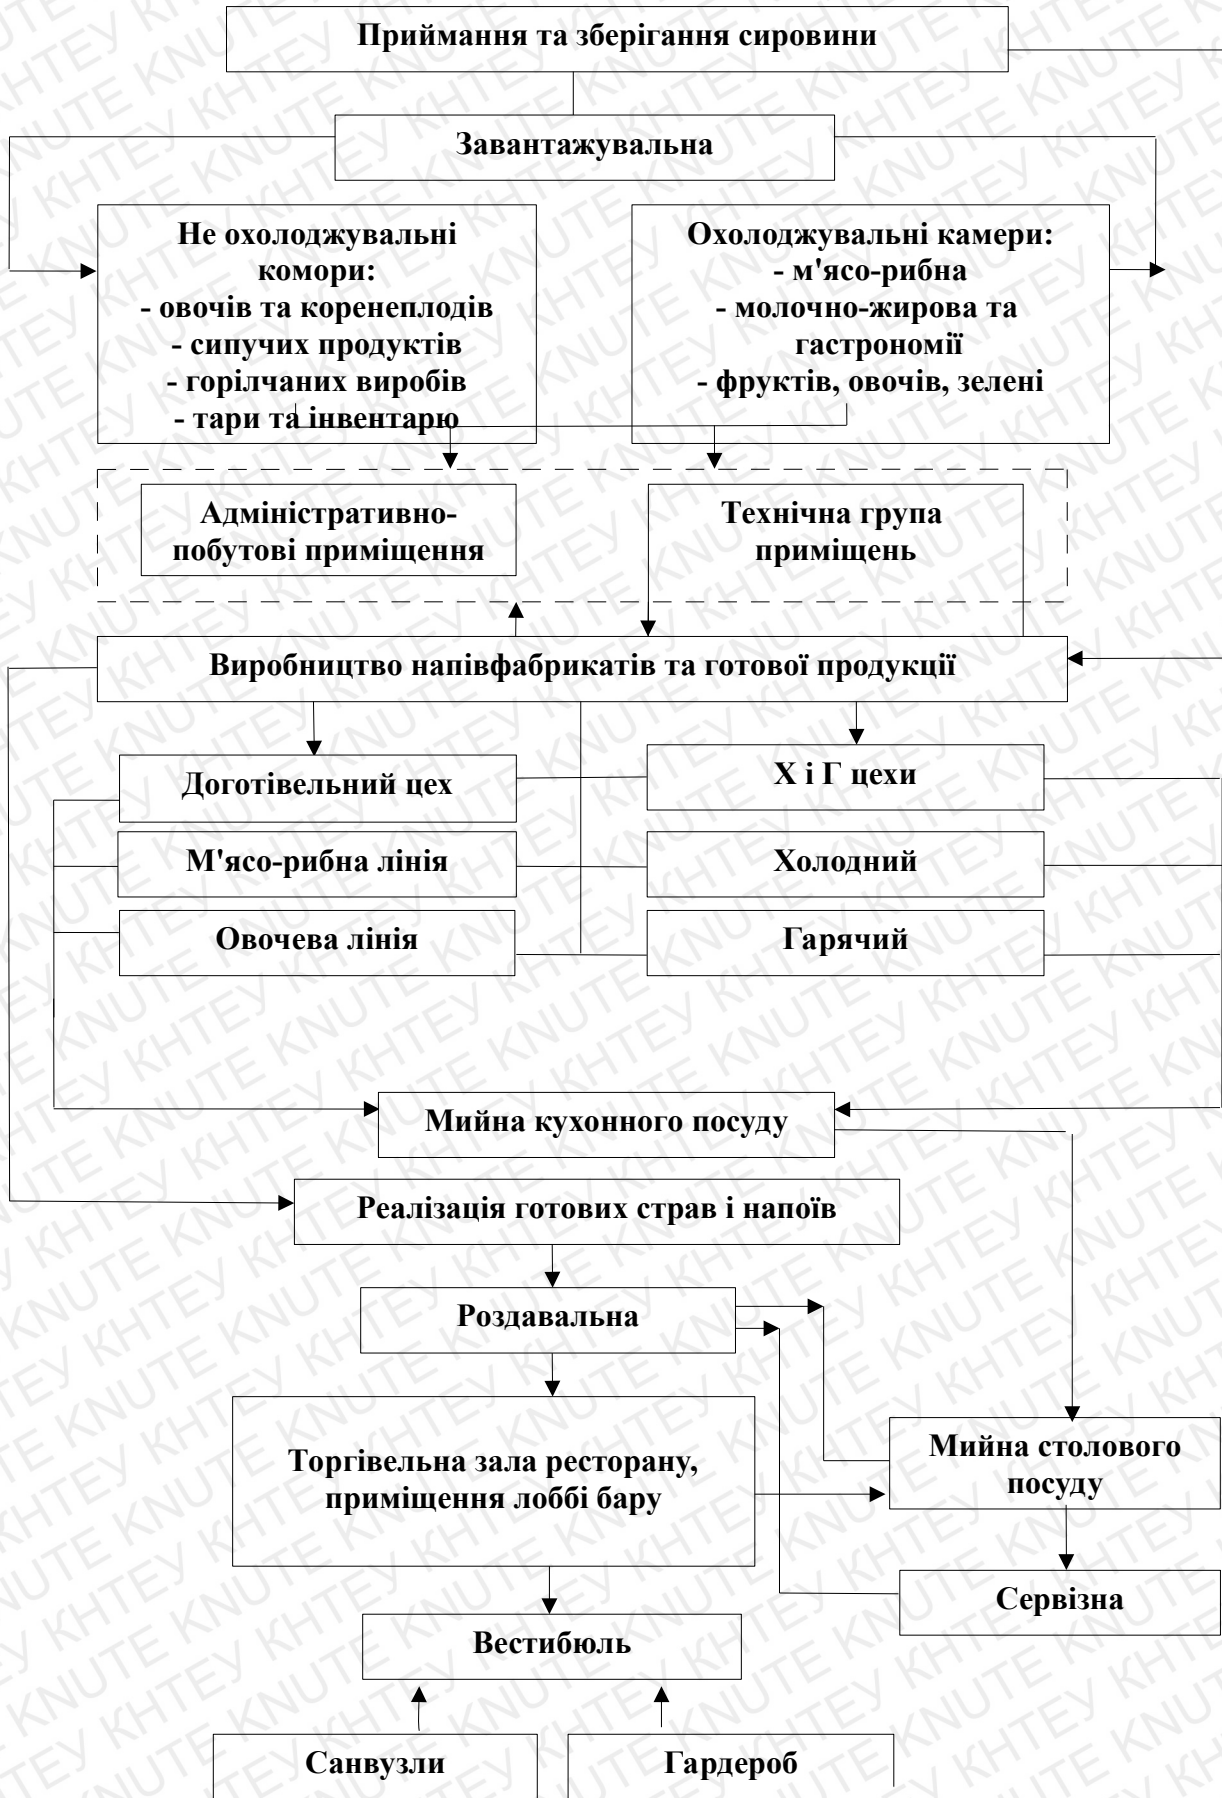 Приймання та зберігання сировини
Завантажувальна
Не охолоджувальні
комори:
- овочів та коренеплодів
- сипучих продуктів
- горілчаних виробів
- тари та інвентарю
Охолоджувальні камери:
- м'ясо-рибна
- молочно-жирова та
гастрономії
- фруктів, овочів, зелені
Адміністративно-
побутові приміщення
Технічна група
приміщень
Виробництво напівфабрикатів та готової продукції
Доготівельний цех
Х і Г цехи
М'ясо-рибна лінія
Холодний
Овочева лінія
Гарячий
Мийна кухонного посуду
Реалізація готових страв і напоїв
Роздавальна
Торгівельна зала ресторану,
приміщення лоббі бару
Мийна столового
посуду
Сервізна
Вестибюль
Санвузли
Гардероб